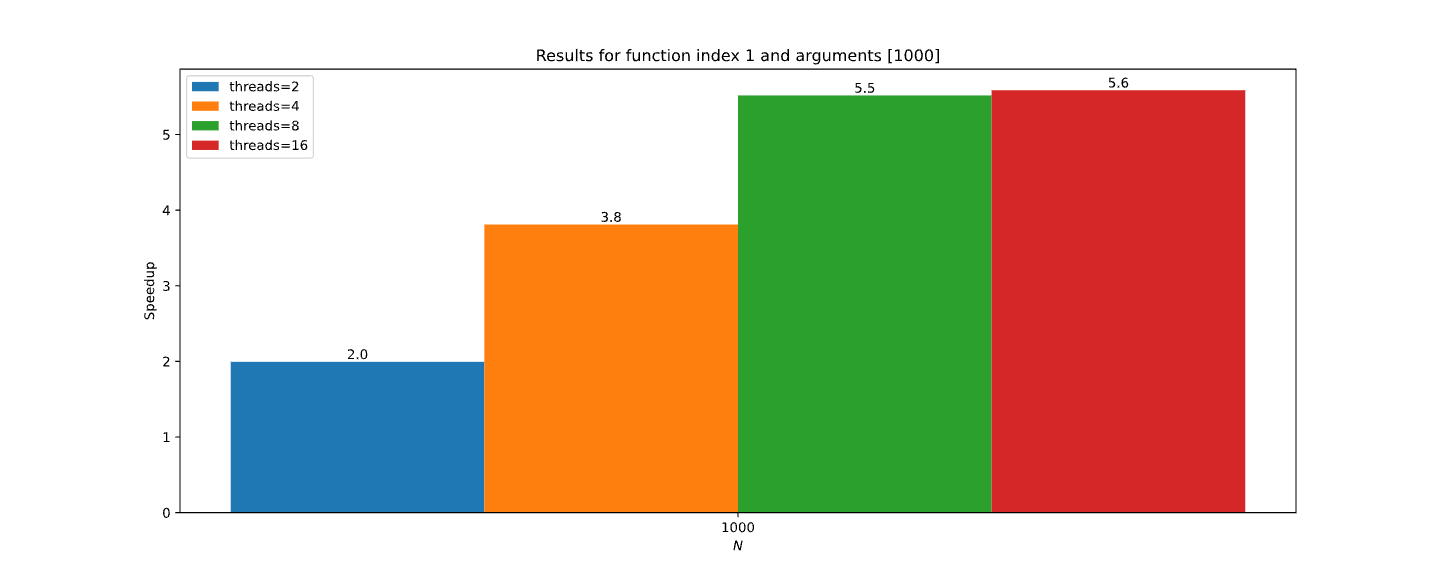 Results for function index 1 and arguments [1000]
threads=2
threads=4
threads=8
threads=16
5.5
5.6
3.8
2.0
Speedup
5
4
3
2
1
0
1000
N